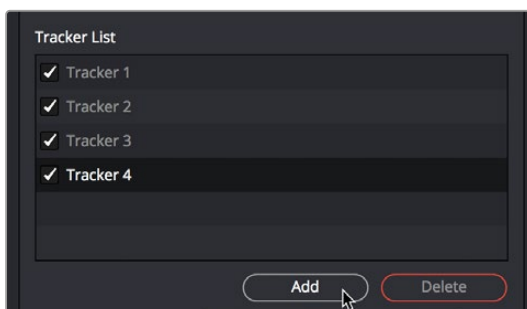 Tracker List
Tracker 1
Tracker 2
Tracker 3
Tracker 4
Add Delete